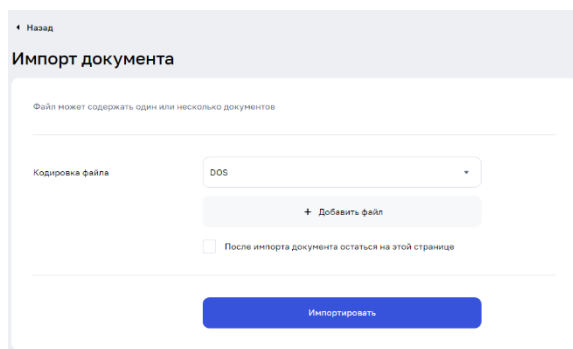 Назад
Импорт документа
Файл может содержать один или несколько документов
Кодировка файла
DOS
+ Добавить файл
После импорта документа остаться на этой странице
Импортировать